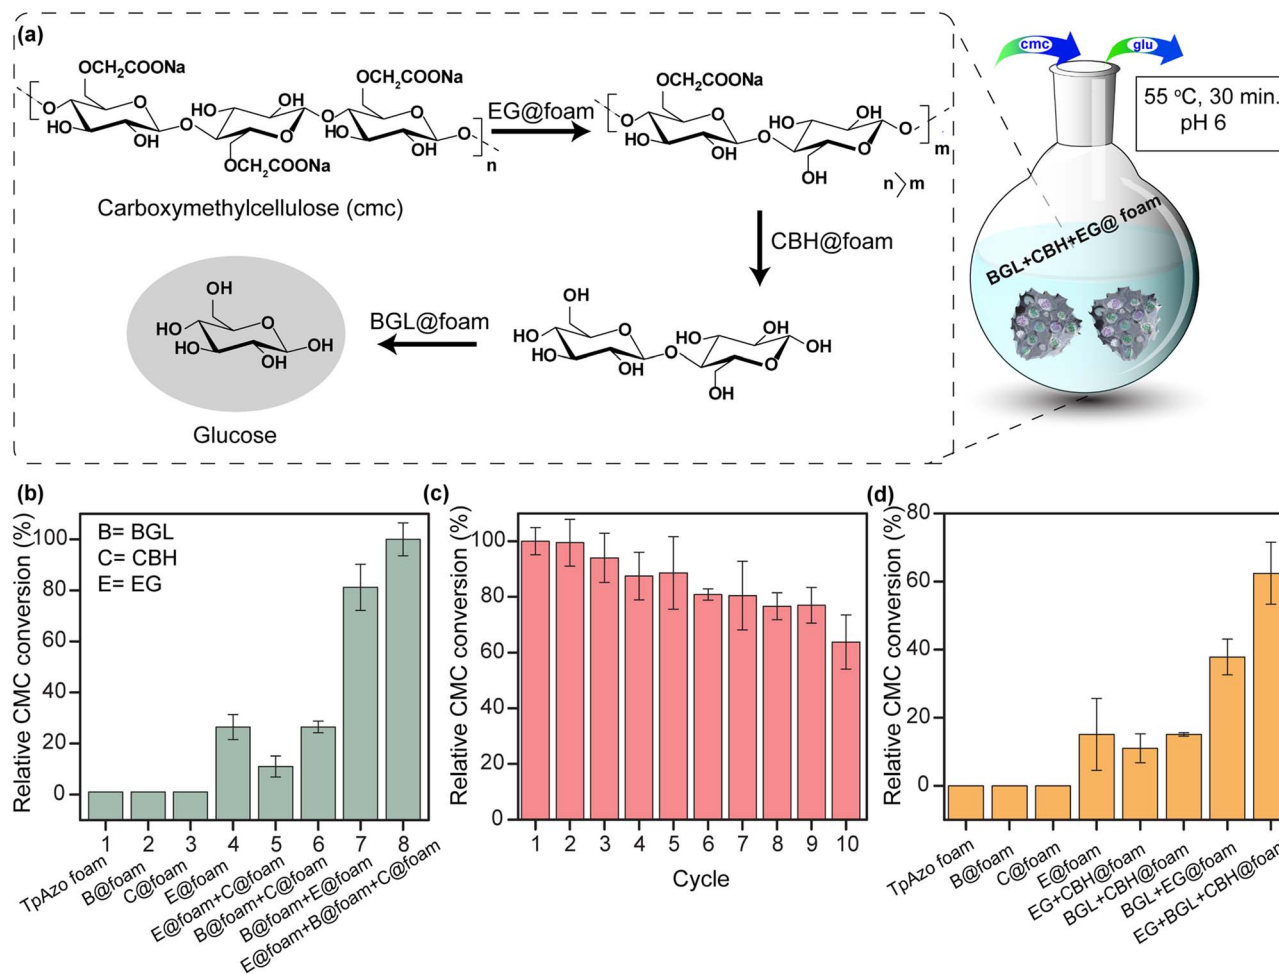 (a)
OCH₂COONa
OH
OCH₂COONa
O
HO
OH
O
HO
O
O
HO
OH
O
OCH₂COONa
n
Carboxymethylcellulose (cmc)
EG@foam
OCH₂COONa
OH
O
HO
OH
O
HO
O
O
OH
m
n〉m
CBH@foam
OH
HO
HO
OH
O
O
OH
HO
OH
O
OH
BGL@foam
OH
HO
HO
O
OH
OH
Glucose
cmc
glu
55 °C, 30 min.
pH 6
BGL+CBH+EG@ foam
(b)
Relative CMC conversion (%)
100
80
60
40
20
0
B= BGL
C= CBH
E= EG
1 2 3 4 5 6 7 8
TpAzo foam
B@foam
C@foam
E@foam
E@foam+C@foam
B@foam+C@foam
B@foam+E@foam
E@foam+B@foam+C@foam
(c)
Relative CMC conversion (%)
100
80
60
40
20
0
1 2 3 4 5 6 7 8 9 10
Cycle
(d)
Relative CMC conversion (%)
80
60
40
20
0
TpAzo foam
B@foam
C@foam
E@foam
EG+CBH@foam
BGL+CBH@foam
BGL+EG@foam
EG+BGL+CBH@foam